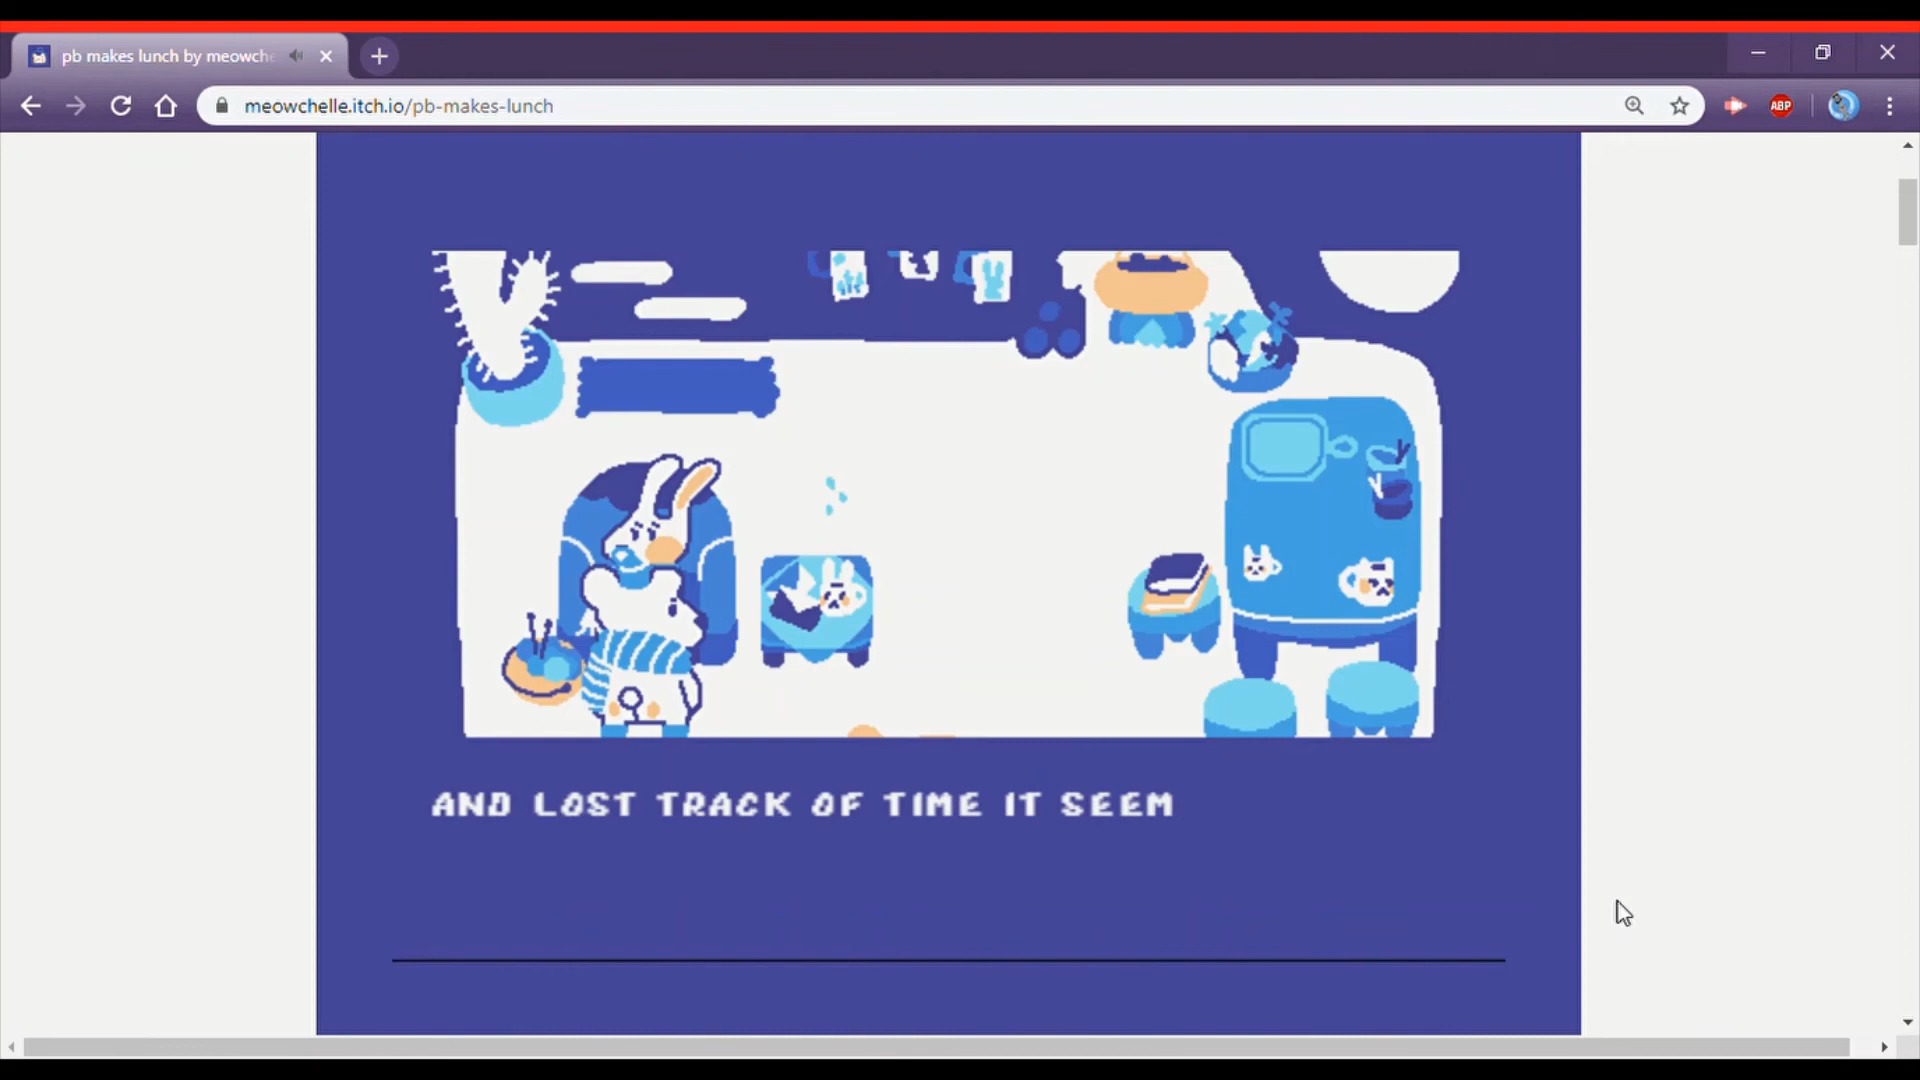 pb makes lunch by meowche
meowchelle.itch.io/pb-makes-lunch
ABP
AND LOST TRACK OF TIME IT SEEM